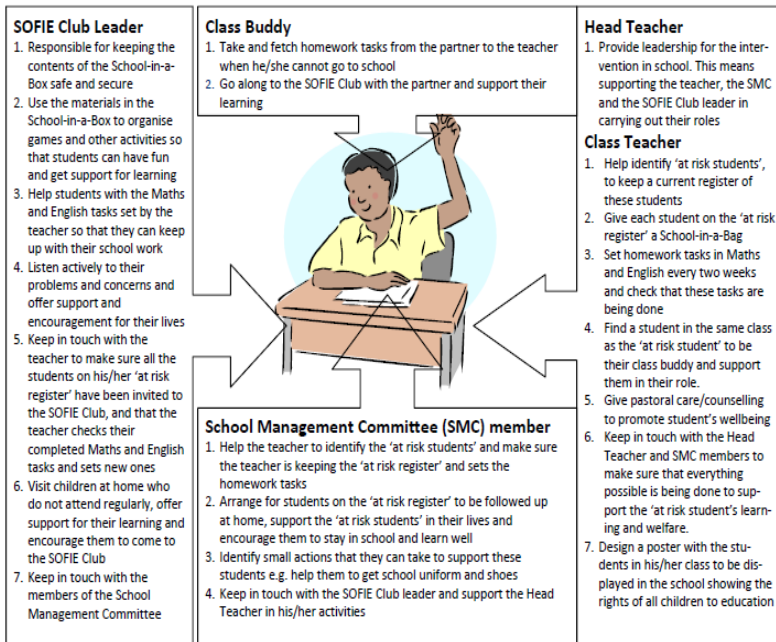 SOFIE Club Leader
1. Responsible for keeping the
contents of the School-in-a-
Box safe and secure
2. Use the materials in the
School-in-a-Box to organise
games and other activities so
that students can have fun
and get support for learning
3. Help students with the Maths
and English tasks set by the
teacher so that they can keep
up with their school work
4. Listen actively to their
problems and concerns and
offer support and
encouragement for their lives
5. Keep in touch with the
teacher to make sure all the
students on his/her 'at risk
register' have been invited to
the SOFIE Club, and that the
teacher checks their
completed Maths and English
tasks and sets new ones
6. Visit children at home who
do not attend regularly, offer
support for their learning and
encourage them to come to
the SOFIE Club
7. Keep in touch with the
members of the School
Management Committee
Class Buddy
1. Take and fetch homework tasks from the partner to the teacher
when he/she cannot go to school
2. Go along to the SOFIE Club with the partner and support their
learning
School Management Committee (SMC) member
1. Help the teacher to identify the 'at risk students' and make sure
the teacher is keeping the 'at risk register' and sets the
homework tasks
2. Arrange for students on the 'at risk register' to be followed up
at home, support the 'at risk students' in their lives and
encourage them to stay in school and learn well
3. Identify small actions that they can take to support these
students e.g. help them to get school uniform and shoes
4. Keep in touch with the SOFIE Club leader and support the Head
Teacher in his/her activities
Head Teacher
1. Provide leadership for the inter-
vention in school. This means
supporting the teacher, the SMC
and the SOFIE Club leader in
carrying out their roles
Class Teacher
1. Help identify 'at risk students',
to keep a current register of
these students
2. Give each student on the 'at risk
register' a School-in-a-Bag
3. Set homework tasks in Maths
and English every two weeks
and check that these tasks are
being done
4. Find a student in the same class
as the 'at risk student' to be
their class buddy and support
them in their role.
5. Give pastoral care/counselling
to promote student's wellbeing
6. Keep in touch with the Head
Teacher and SMC members to
make sure that everything
possible is being done to sup-
port the 'at risk student's learn-
ing and welfare.
7. Design a poster with the stu-
dents in his/her class to be dis-
played in the school showing the
rights of all children to education